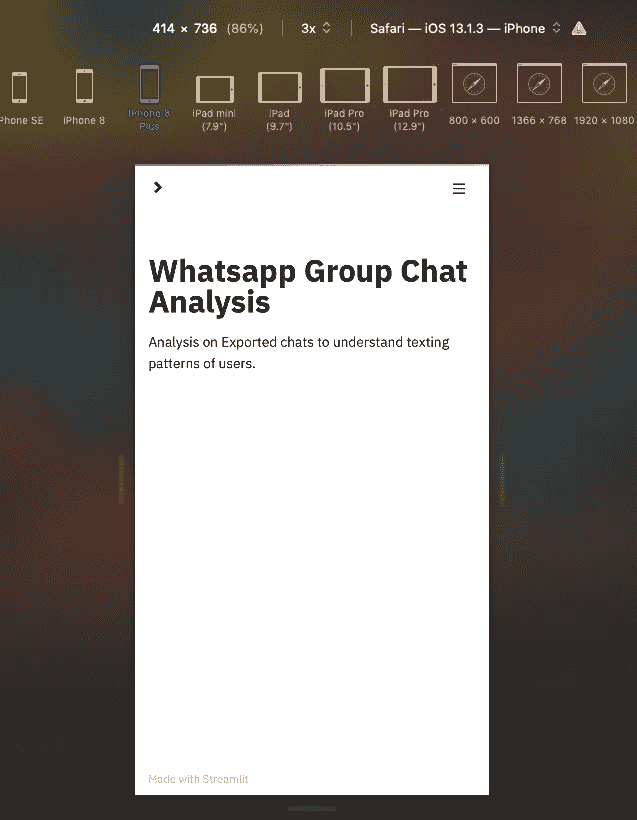 414 × 736 (86%) 3x Safari — iOS 13.1.3 — iPhone
Phone SE iPhone 8 iPhone 8 Plus iPad mini (7.9") iPad (9.7") iPad Pro (10.5") iPad Pro (12.9") 800 × 600 1366 × 768 1920 × 1080
Whatsapp Group Chat
Analysis
Analysis on Exported chats to understand texting
patterns of users.
Made with Streamlit